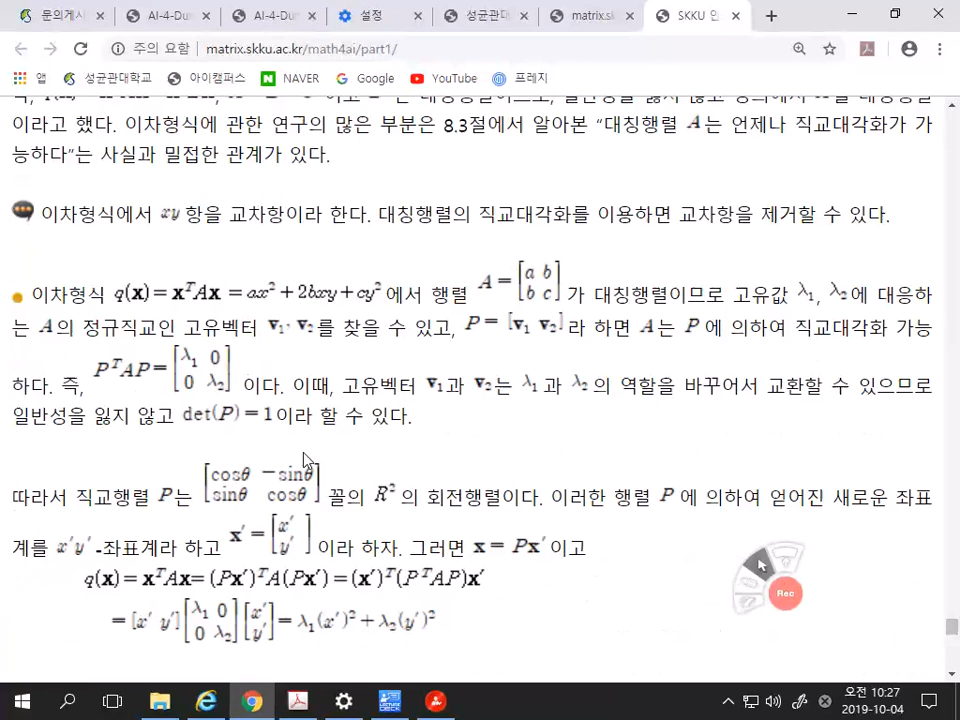 문의게시
AI-4-Du
AI-4-Du
설정
성균관대
matrix.sk
SKKU 인
주의 요함 | matrix.skku.ac.kr/math4ai/part1/
앱 성균관대학교 아이캠퍼스 NAVER Google YouTube 프레지
이라고 했다. 이차형식에 관한 연구의 많은 부분은 8.3절에서 알아본 “대칭행렬 A는 언제나 직교대각화가 가
능하다”는 사실과 밀접한 관계가 있다.
이차형식에서 xy 항을 교차항이라 한다. 대칭행렬의 직교대각화를 이용하면 교차항을 제거할 수 있다.
이차형식 q(x) = xᵀAx = ax² + 2bxy + cy² 에서 행렬 A = [a b; b c] 가 대칭행렬이므로 고유값 λ₁, λ₂에 대응하
는 A의 정규직교인 고유벡터 v₁, v₂를 찾을 수 있고, P = [v₁ v₂]라 하면 A는 P에 의하여 직교대각화 가능
하다. 즉, PᵀAP = [λ₁ 0; 0 λ₂] 이다. 이때, 고유벡터 v₁과 v₂는 λ₁과 λ₂의 역할을 바꾸어서 교환할 수 있으므로
일반성을 잃지 않고 det(P) = 1이라 할 수 있다.
따라서 직교행렬 P는 [cosθ −sinθ; sinθ cosθ] 꼴의 R²의 회전행렬이다. 이러한 행렬 P에 의하여 얻어진 새로운 좌표
계를 x′y′-좌표계라 하고 x′ = [x′; y′] 이라 하자. 그러면 x = Px′이고
q(x) = xᵀAx = (Px′)ᵀA(Px′) = (x′)ᵀ(PᵀAP)x′
= [x′ y′][λ₁ 0; 0 λ₂][x′; y′] = λ₁(x′)² + λ₂(y′)²
Rec
오전 10:27
2019-10-04